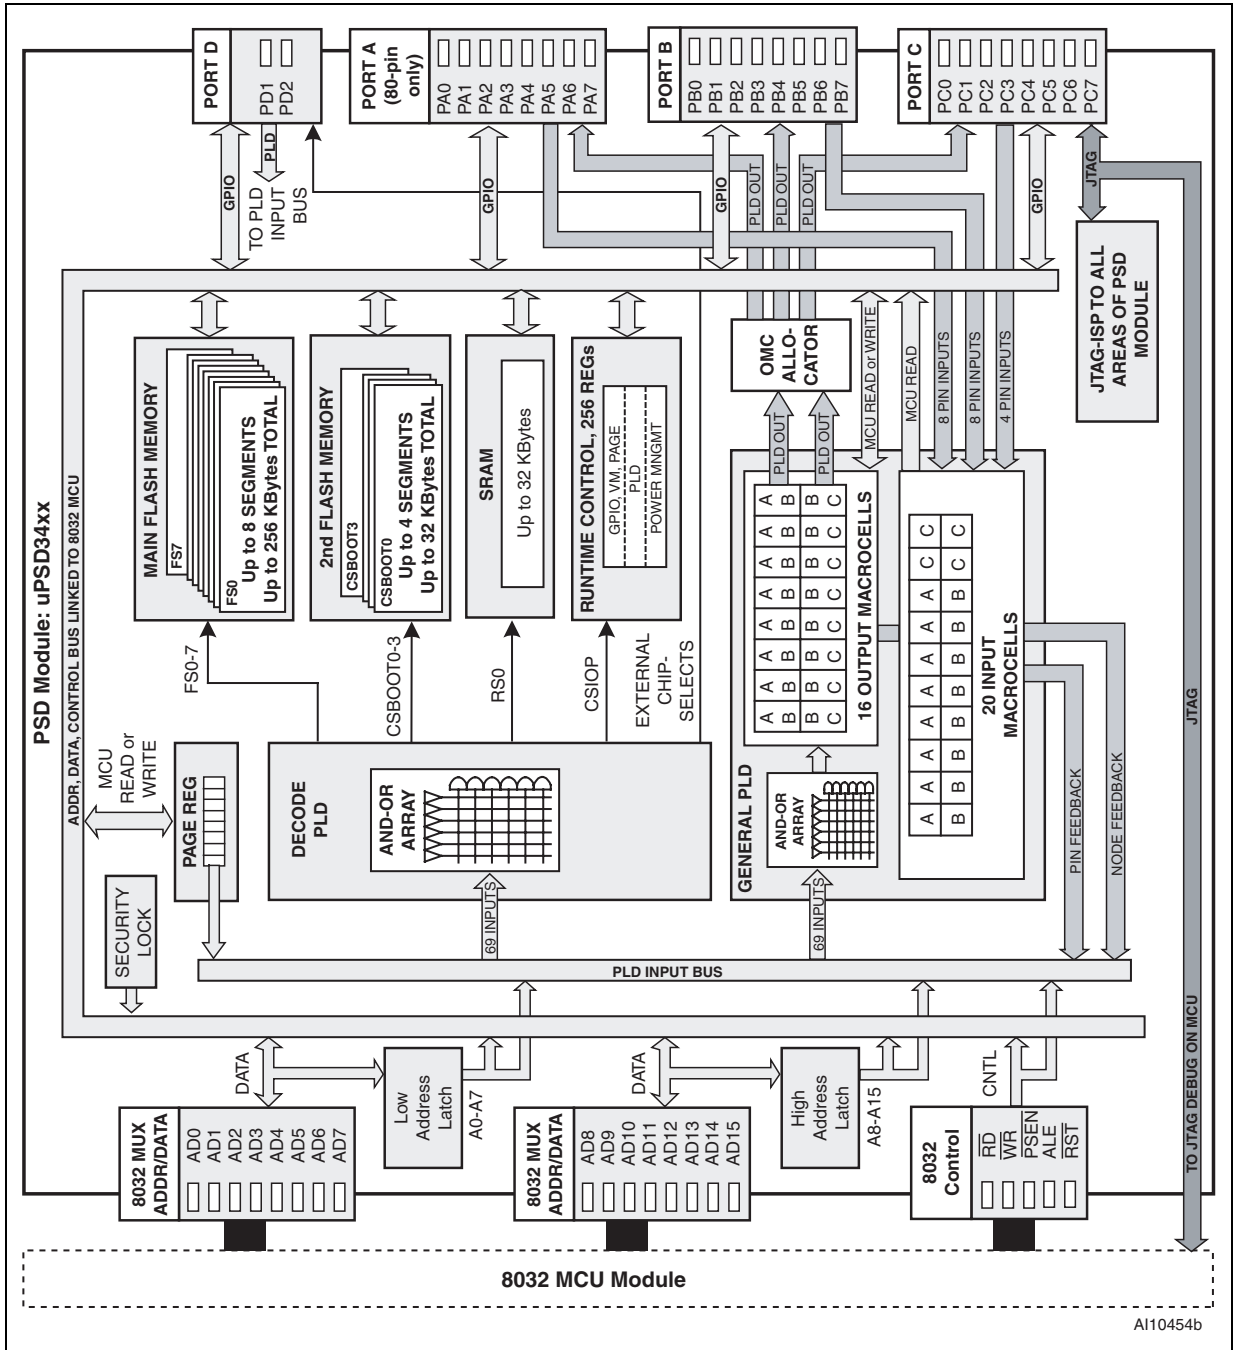 PSD Module: uPSD34xx
ADDR, DATA, CONTROL BUS LINKED TO 8032 MCU
PORT D
PD1
PD2
PORT A
(80-pin
only)
PA0
PA1
PA2
PA3
PA4
PA5
PA6
PA7
PORT B
PB0
PB1
PB2
PB3
PB4
PB5
PB6
PB7
PORT C
PC0
PC1
PC2
PC3
PC4
PC5
PC6
PC7
GPIO
PLD
TO PLD
INPUT
BUS
GPIO
PLD OUT
GPIO
PLD OUT
PLD OUT
GPIO
JTAG
JTAG-ISP TO ALL
AREAS OF PSD
MODULE
MAIN FLASH MEMORY
FS7
FS0
Up to 8 SEGMENTS
Up to 256 KBytes TOTAL
2nd FLASH MEMORY
CSBOOT3
CSBOOT0
Up to 4 SEGMENTS
Up to 32 KBytes TOTAL
SRAM
Up to 32 KBytes
RUNTIME CONTROL, 256 REGs
GPIO, VM, PAGE
PLD
POWER MNGMT
OMC
ALLO-
CATOR
PLD OUT
PLD OUT
MCU READ or WRITE
MCU READ
8 PIN INPUTS
8 PIN INPUTS
4 PIN INPUTS
FS0-7
CSBOOT0-3
RS0
CSIOP
EXTERNAL
CHIP-
SELECTS
MCU
READ or
WRITE
PAGE REG
SECURITY
LOCK
DECODE
PLD
AND-OR
ARRAY
69 INPUTS
GENERAL PLD
AND-OR
ARRAY
69 INPUTS
A A A A A A A A
B B B B B B B B
B B B B B B B B
C C C C C C C C
16 OUTPUT MACROCELLS
A A A A A A A A C C
B B B B B B B B C C
20 INPUT
MACROCELLS
PIN FEEDBACK
NODE FEEDBACK
PLD INPUT BUS
JTAG
TO JTAG DEBUG ON MCU
DATA
Low
Address
Latch
A0-A7
DATA
High
Address
Latch
A8-A15
CNTL
8032 MUX
ADDR/DATA
AD0
AD1
AD2
AD3
AD4
AD5
AD6
AD7
8032 MUX
ADDR/DATA
AD8
AD9
AD10
AD11
AD12
AD13
AD14
AD15
8032
Control
RD
WR
PSEN
ALE
RST
8032 MCU Module
AI10454b